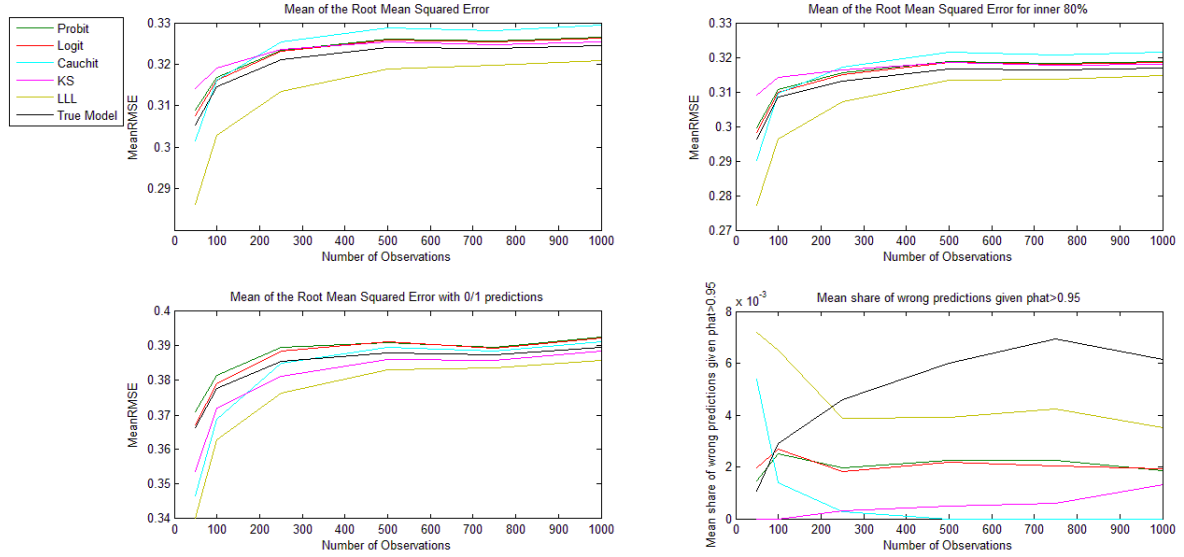 Probit
Logit
Cauchit
KS
LLL
True Model
Mean of the Root Mean Squared Error
0.33
0.32
0.31
0.3
0.29
MeanRMSE
0 100 200 300 400 500 600 700 800 900 1000
Number of Observations
Mean of the Root Mean Squared Error for inner 80%
0.33
0.32
0.31
0.3
0.29
0.28
0.27
MeanRMSE
0 100 200 300 400 500 600 700 800 900 1000
Number of Observations
Mean of the Root Mean Squared Error with 0/1 predictions
0.4
0.39
0.38
0.37
0.36
0.35
0.34
MeanRMSE
0 100 200 300 400 500 600 700 800 900 1000
Number of Observations
Mean share of wrong predictions given phat>0.95
x 10-3
8
6
4
2
0
Mean share of wrong predictions given phat>0.95
0 100 200 300 400 500 600 700 800 900 1000
Number of Observations